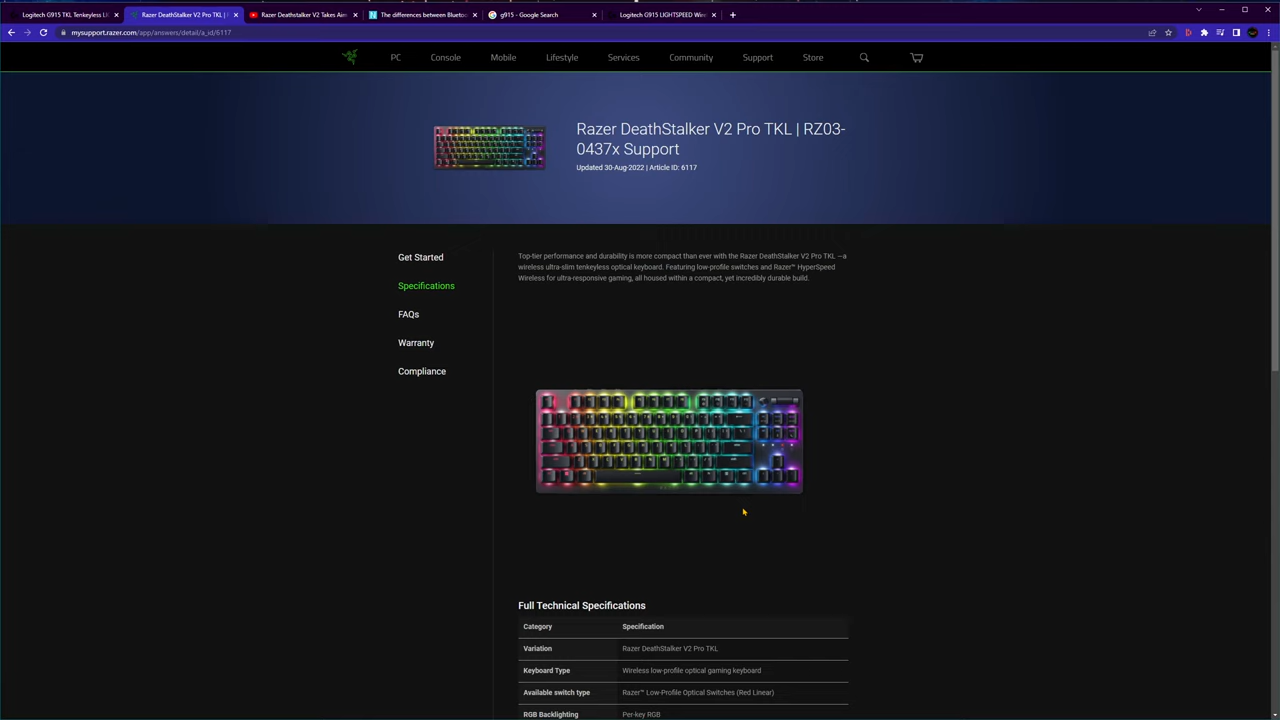 Logitech G915 TKL Tenkeyless LI
Razer DeathStalker V2 Pro TKL |
Razer Deathstalker V2 Takes Aim
The differences between Bluetoo
g915 - Google Search
Logitech G915 LIGHTSPEED Wire
mysupport.razer.com/app/answers/detail/a_id/6117
PC
Console
Mobile
Lifestyle
Services
Community
Support
Store
Razer DeathStalker V2 Pro TKL | RZ03-
0437x Support
Updated 30-Aug-2022 | Article ID: 6117
Get Started
Specifications
FAQs
Warranty
Compliance
Top-tier performance and durability is more compact than ever with the Razer DeathStalker V2 Pro TKL —a
wireless ultra-slim tenkeyless optical keyboard. Featuring low-profile switches and Razer™ HyperSpeed
Wireless for ultra-responsive gaming, all housed within a compact, yet incredibly durable build.
Full Technical Specifications
Category Specification
Variation Razer DeathStalker V2 Pro TKL
Keyboard Type Wireless low-profile optical gaming keyboard
Available switch type Razer™ Low-Profile Optical Switches (Red Linear)
RGB Backlighting Per-key RGB